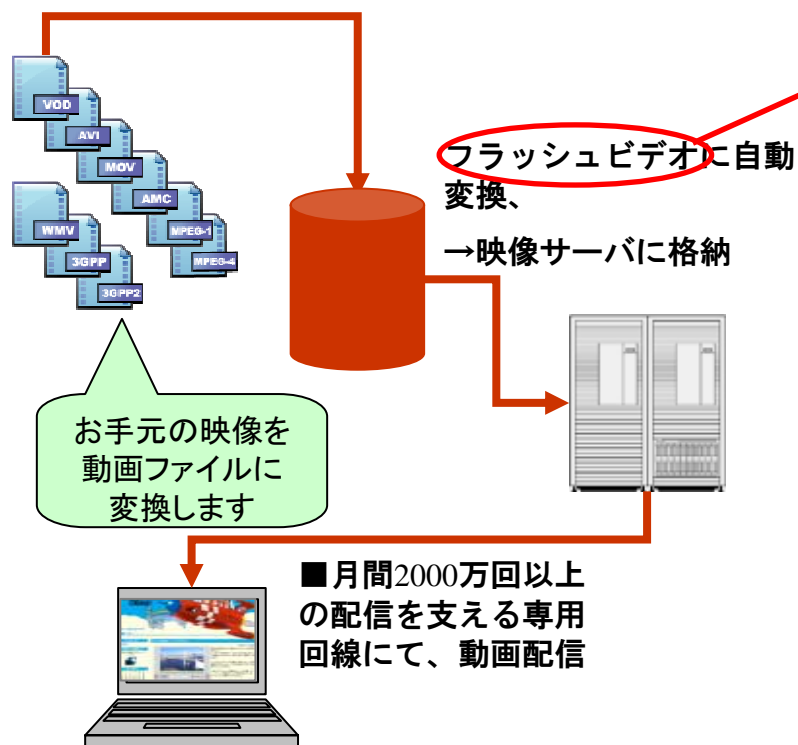 VOD
AVI
MOV
AMC
MPEG-1
MPEG-4
WMV
3GPP
3GPP2
フラッシュビデオに自動
変換、
→映像サーバに格納
お手元の映像を
動画ファイルに
変換します
■月間2000万回以上
の配信を支える専用
回線にて、動画配信